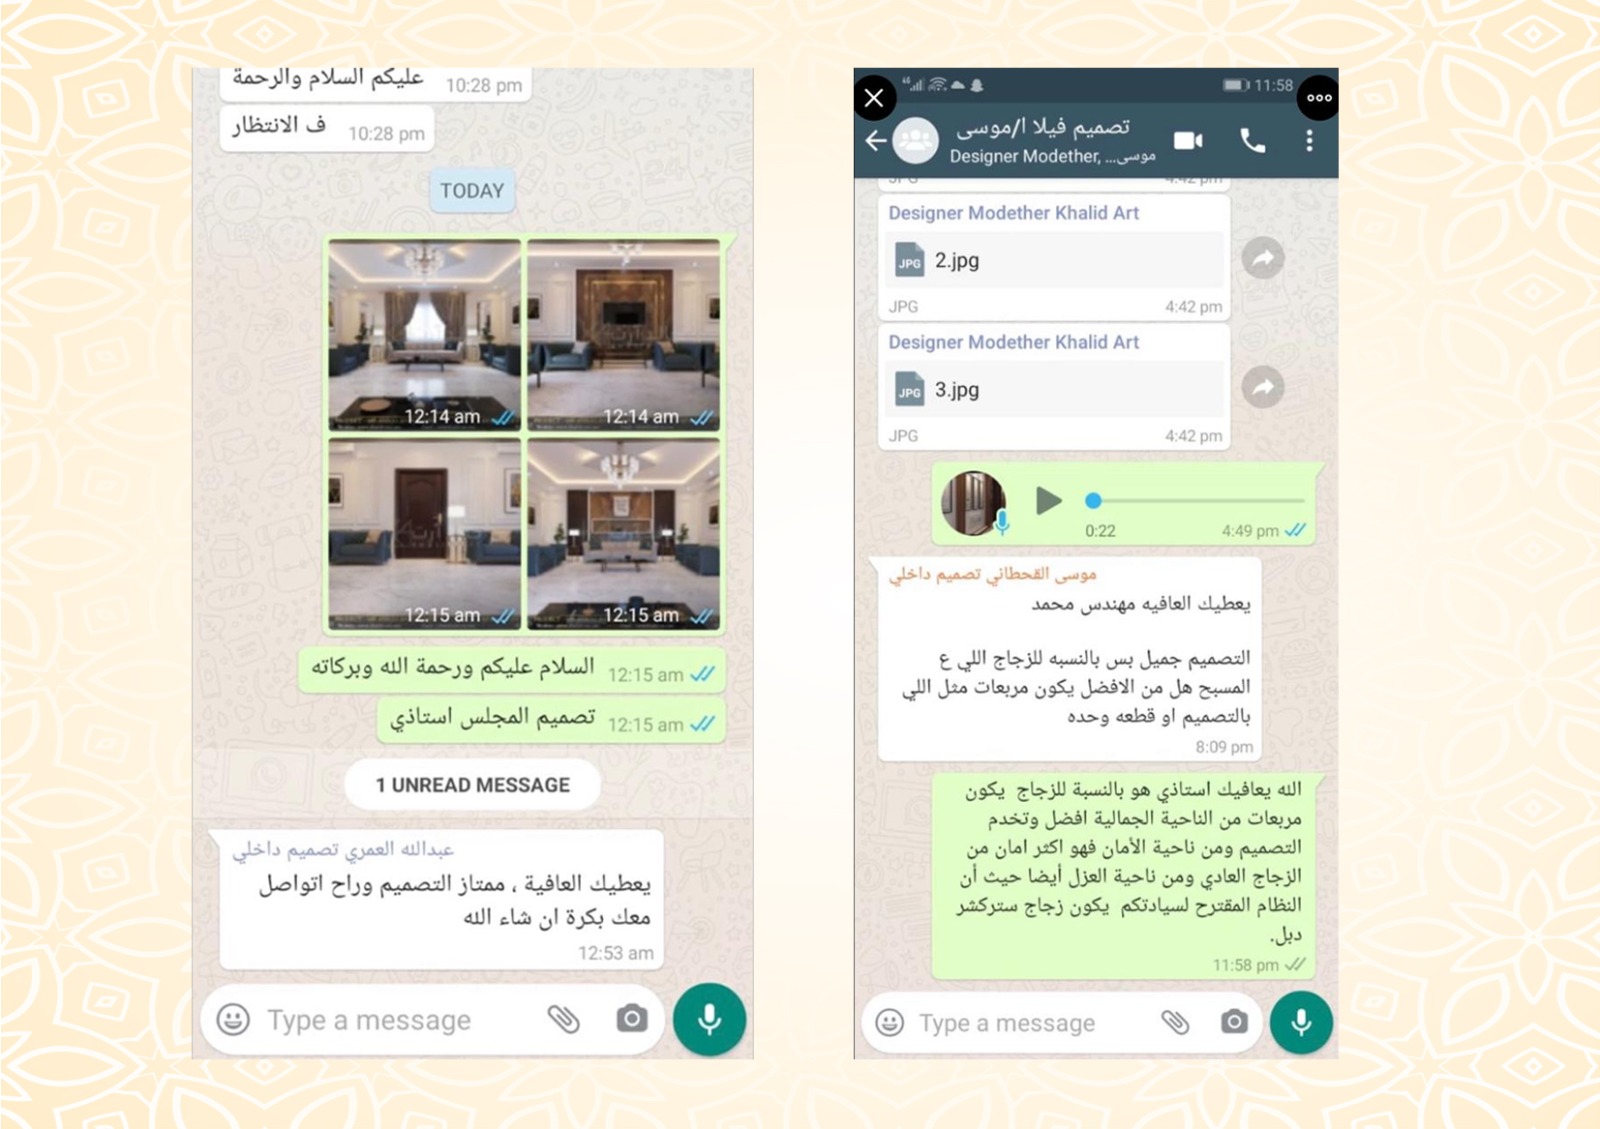 عليكم السلام والرحمة 10:28 pm
ف الانتظار 10:28 pm
TODAY
12:14 am
12:14 am
12:15 am
12:15 am
السلام عليكم ورحمة الله وبركاته 12:15 am
تصميم المجلس استاذي 12:15 am
1 UNREAD MESSAGE
عبدالله العمري تصميم داخلي
يعطيك العافية ، ممتاز التصميم وراح اتواصل
معك بكرة ان شاء الله
12:53 am
Type a message
11:58
تصميم فيلا ا/موسى
Designer Modether, ...موسى
JPG 4:42 pm
Designer Modether Khalid Art
JPG 2.jpg
JPG 4:42 pm
Designer Modether Khalid Art
JPG 3.jpg
JPG 4:42 pm
0:22 4:49 pm
موسى القحطاني تصميم داخلي
يعطيك العافيه مهندس محمد
التصميم جميل بس بالنسبه للزجاج اللي ع
المسبح هل من الافضل يكون مربعات مثل اللي
بالتصميم او قطعه وحده
8:09 pm
الله يعافيك استاذي هو بالنسبة للزجاج يكون
مربعات من الناحية الجمالية افضل وتخدم
التصميم ومن ناحية الأمان فهو اكثر امان من
الزجاج العادي ومن ناحية العزل أيضا حيث أن
النظام المقترح لسيادتكم يكون زجاج ستركشر
دبل.
11:58 pm
Type a message